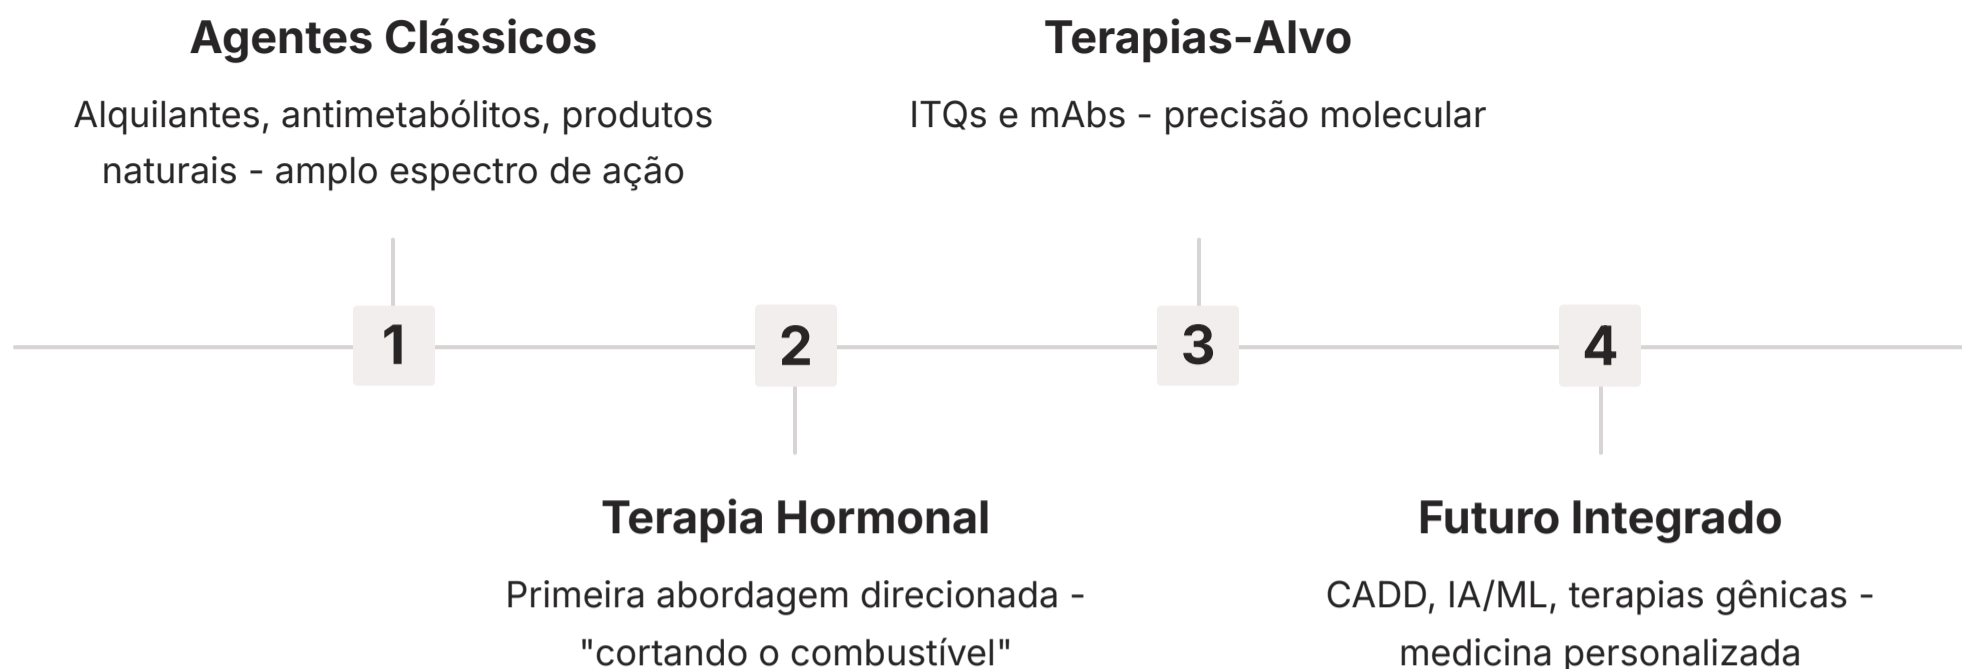 Agentes Clássicos
Alquilantes, antimetabólitos, produtos
naturais - amplo espectro de ação
Terapias-Alvo
ITQs e mAbs - precisão molecular
1
2
3
4
Terapia Hormonal
Primeira abordagem direcionada -
"cortando o combustível"
Futuro Integrado
CADD, IA/ML, terapias gênicas -
medicina personalizada